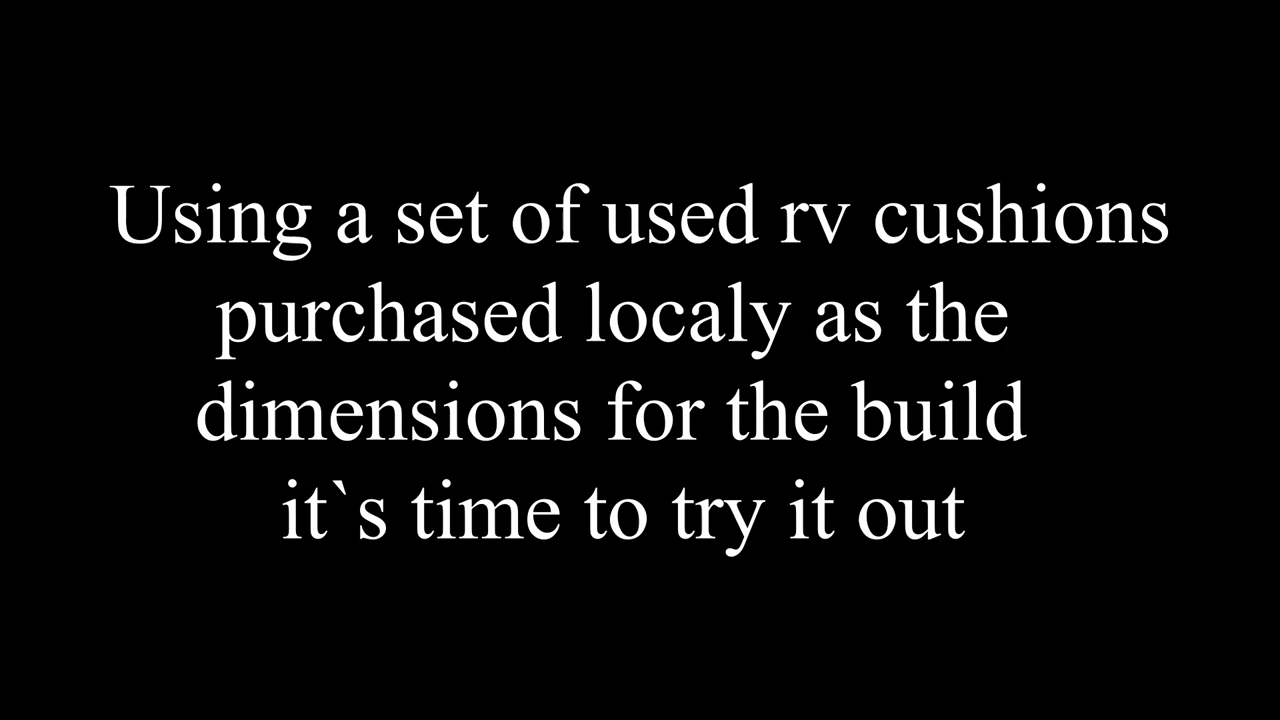 Using a set of used rv cushions
purchased localy as the
dimensions for the build
it`s time to try it out